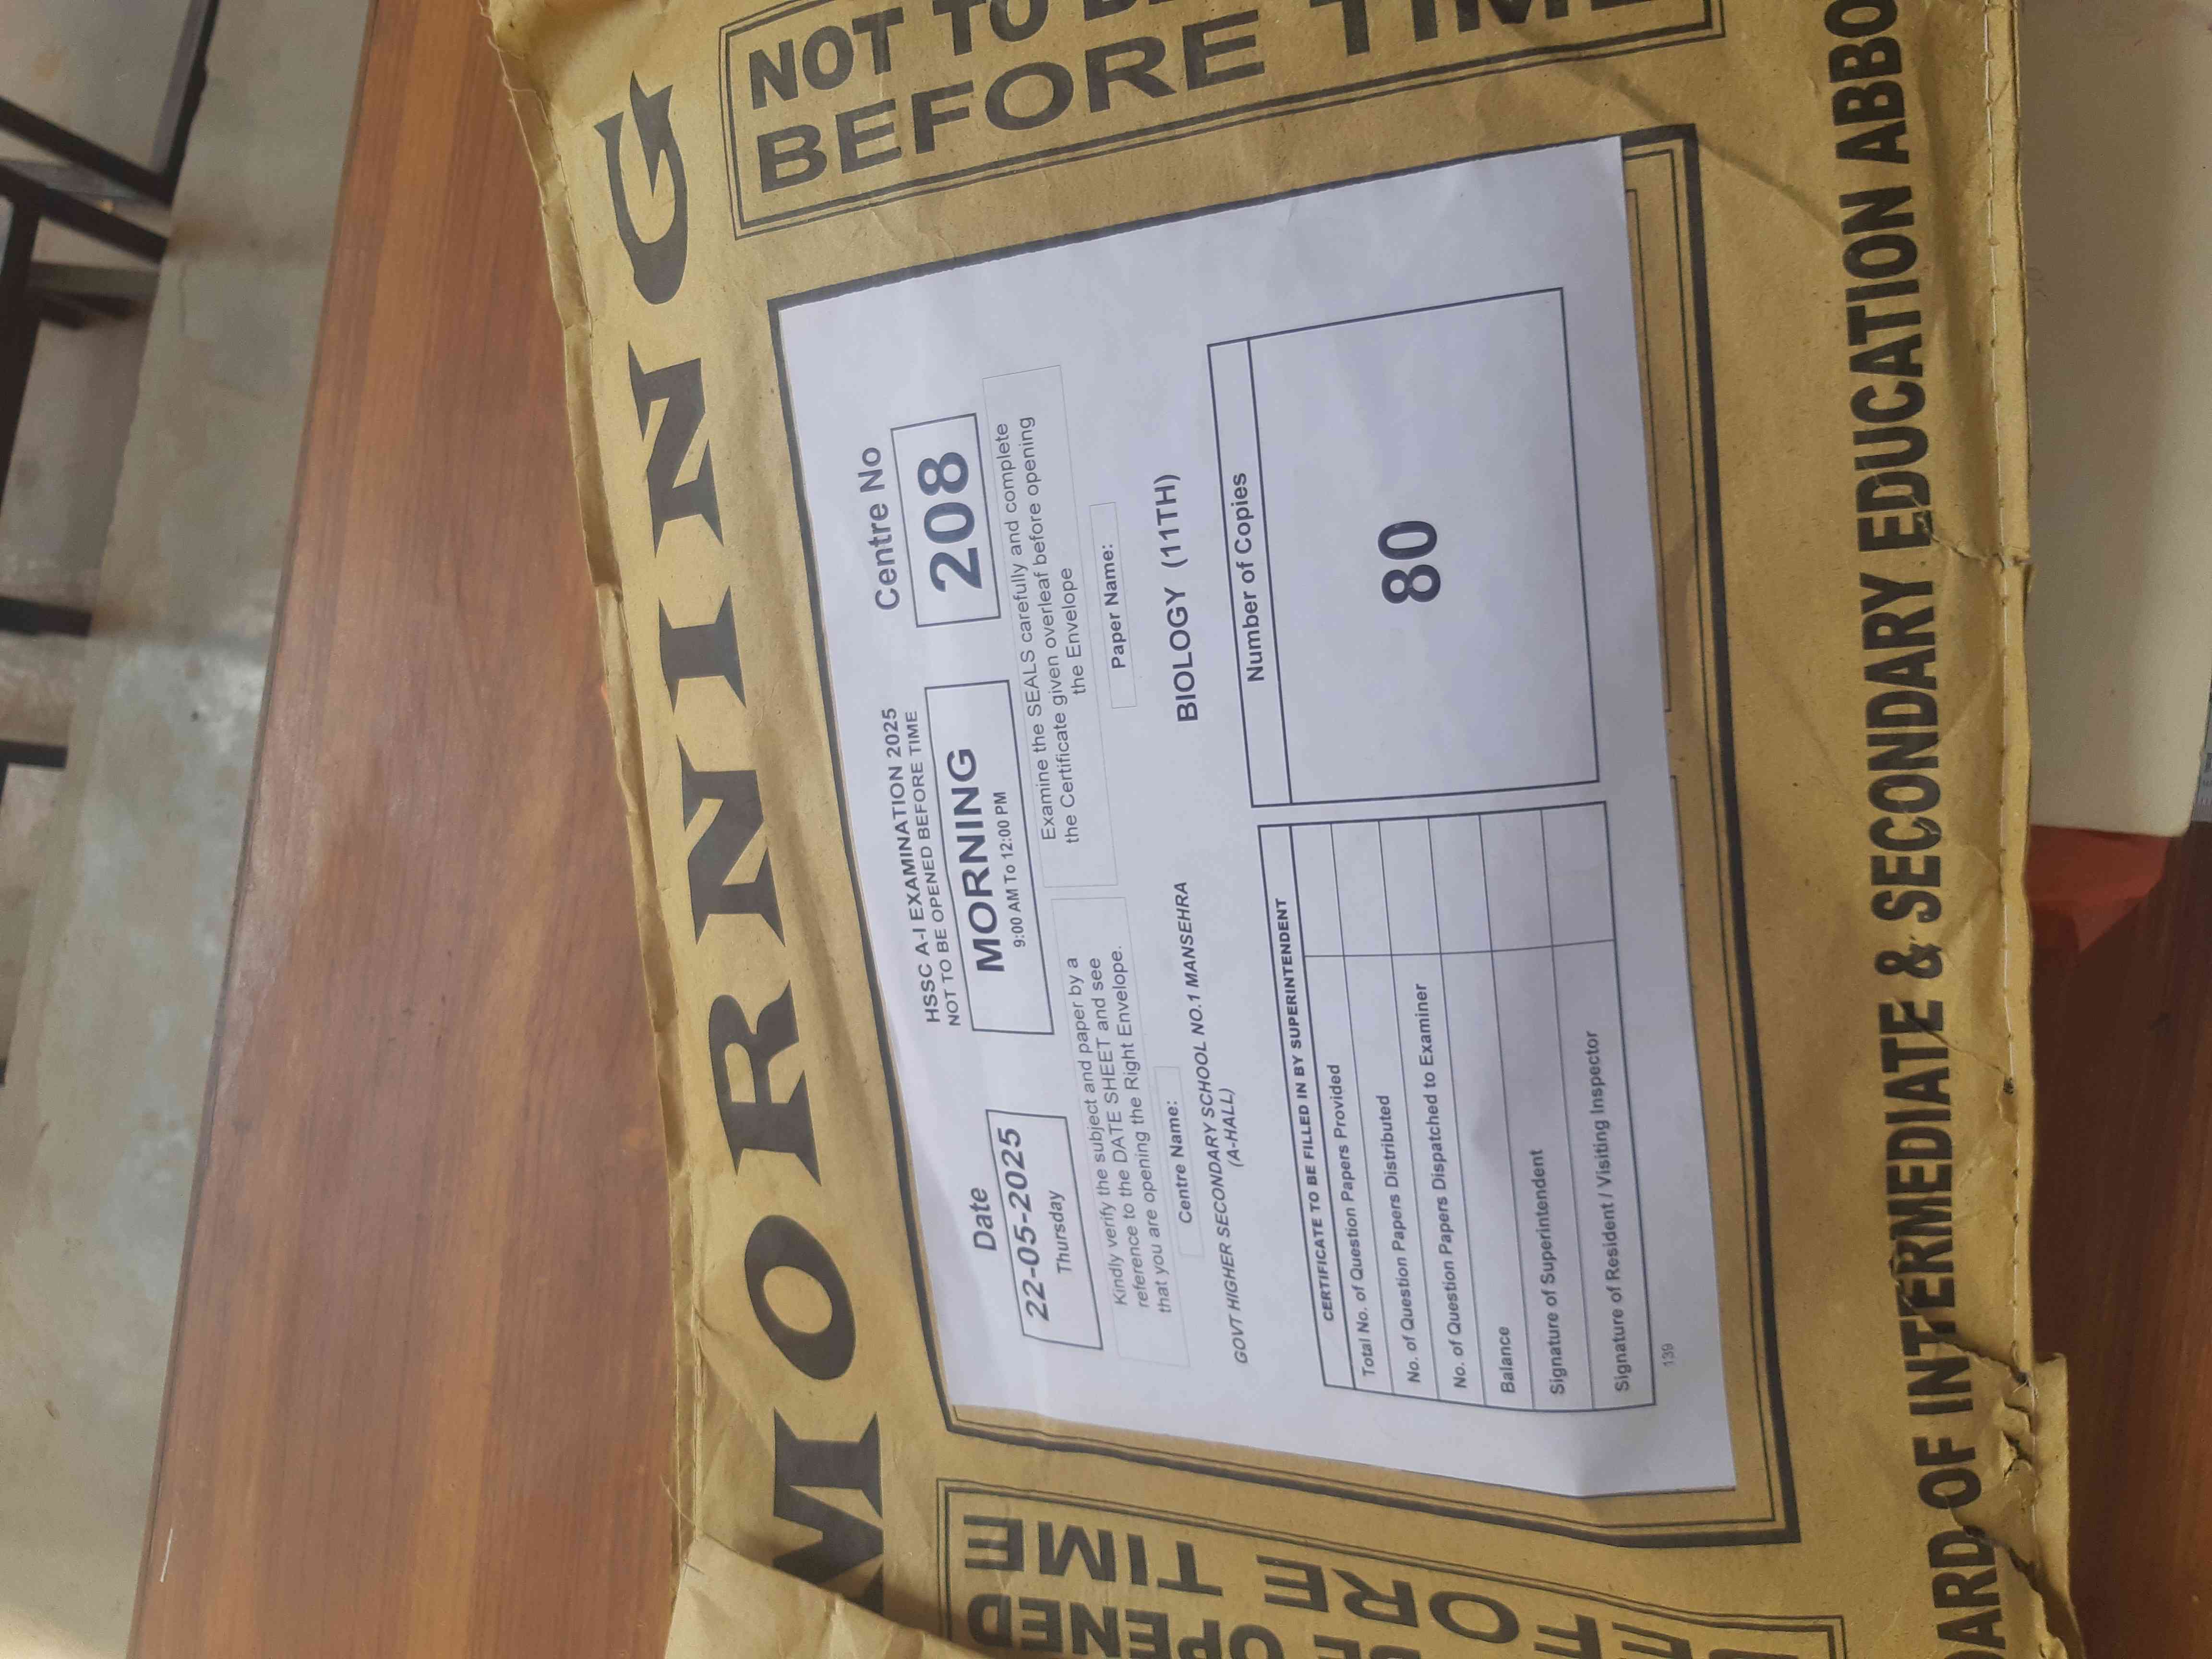 MORNING
NOT TO
BEFORE
HSSC A-I EXAMINATION 2025
NOT TO BE OPENED BEFORE TIME
Date
22-05-2025
Thursday
MORNING
9:00 AM To 12:00 PM
Centre No
208
Kindly verify the subject and paper by a
reference to the DATE SHEET and see
that you are opening the Right Envelope.
Examine the SEALS carefully and complete
the Certificate given overleaf before opening
the Envelope
Centre Name:
GOVT HIGHER SECONDARY SCHOOL NO.1 MANSEHRA
(A-HALL)
Paper Name:
BIOLOGY (11TH)
CERTIFICATE TO BE FILLED IN BY SUPERINTENDENT
Total No. of Question Papers Provided
No. of Question Papers Distributed
No. of Question Papers Dispatched to Examiner
Balance
Signature of Superintendent
Signature of Resident / Visiting Inspector
Number of Copies
80
139
OPENED
TIME
ARD OF INTERMEDIATE & SECONDARY EDUCATION ABBO